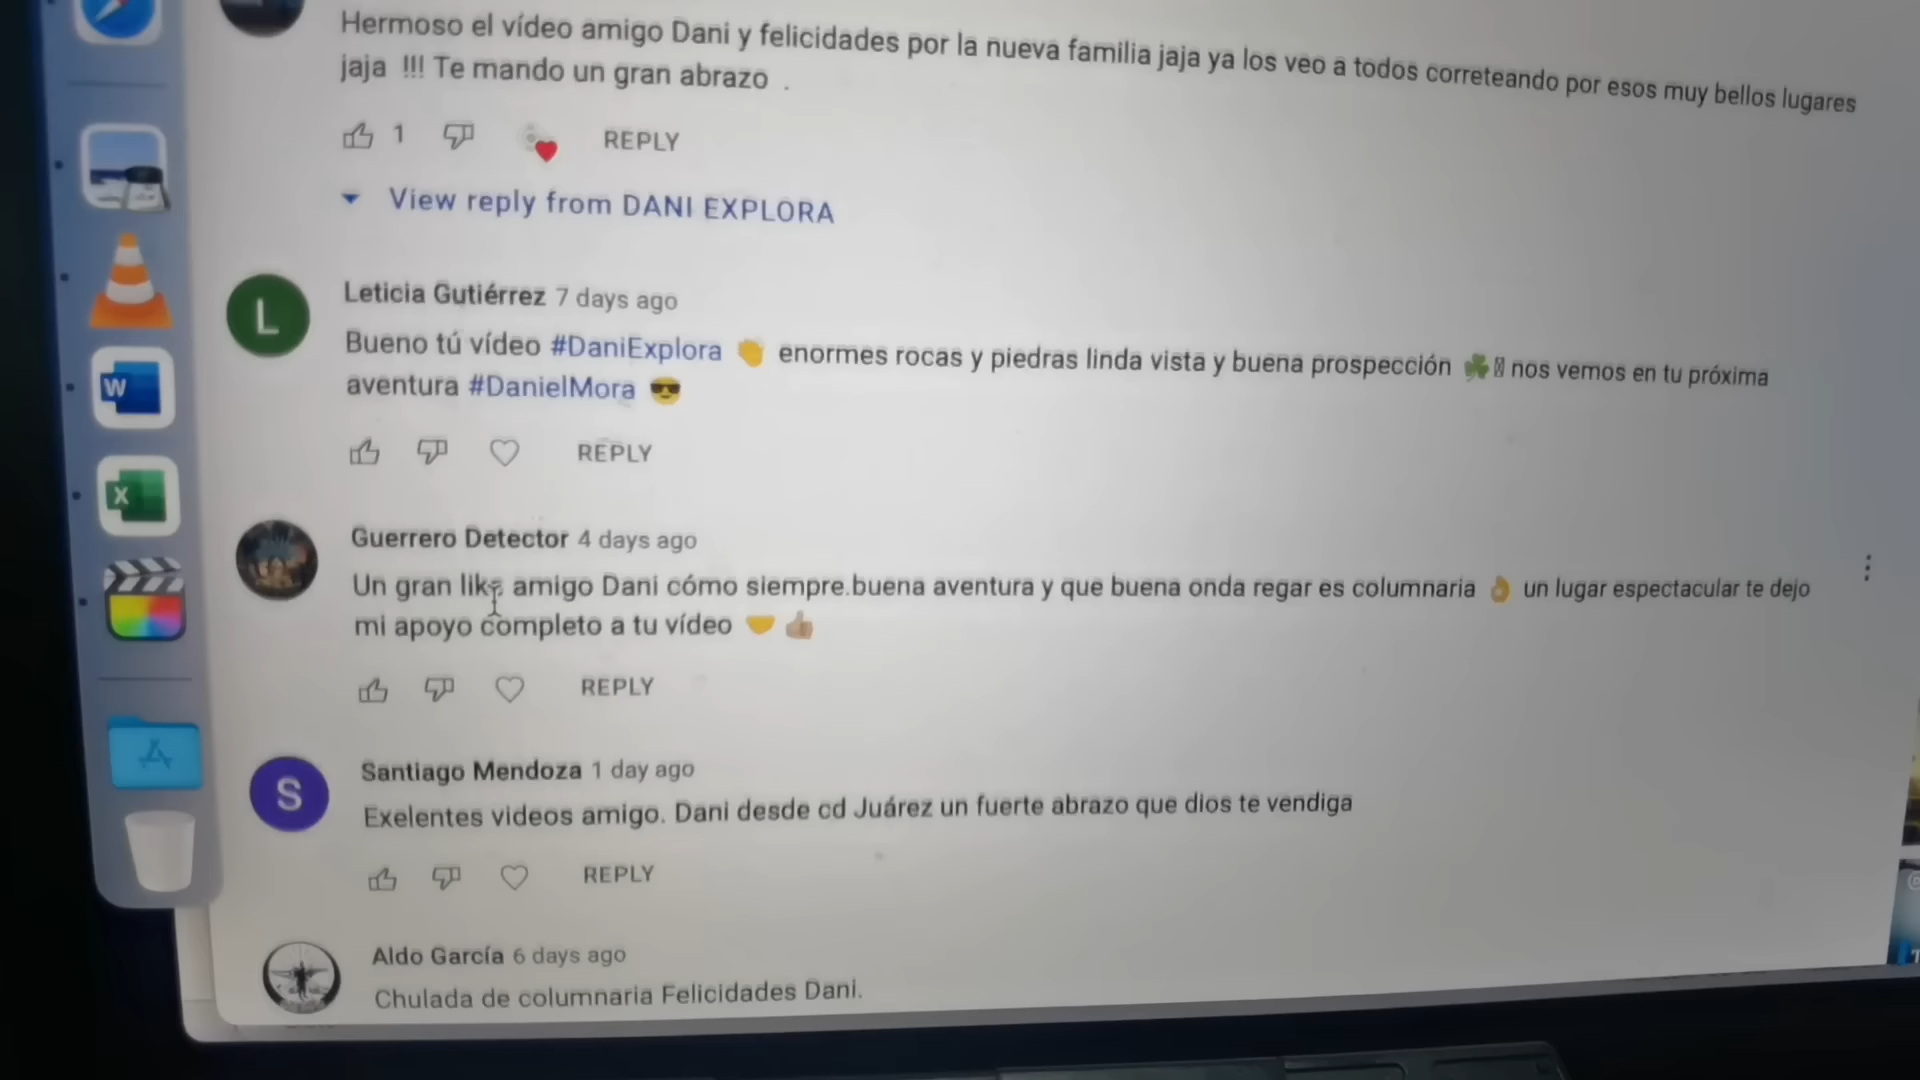 Hermoso el vídeo amigo Dani y felicidades por la nueva familia jaja ya los veo a todos correteando por esos muy bellos lugares
jaja !!! Te mando un gran abrazo .
1 REPLY
View reply from DANI EXPLORA
L
Leticia Gutiérrez 7 days ago
Bueno tú vídeo #DaniExplora 👏 enormes rocas y piedras linda vista y buena prospección ☘️ nos vemos en tu próxima
aventura #DanielMora 😎
REPLY
W
X
Guerrero Detector 4 days ago
Un gran like amigo Dani cómo siempre.buena aventura y que buena onda regar es columnaria 👌 un lugar espectacular te dejo
mi apoyo completo a tu vídeo 🤝 👍
REPLY
S
Santiago Mendoza 1 day ago
Exelentes videos amigo. Dani desde cd Juárez un fuerte abrazo que dios te vendiga
REPLY
Aldo García 6 days ago
Chulada de columnaria Felicidades Dani.